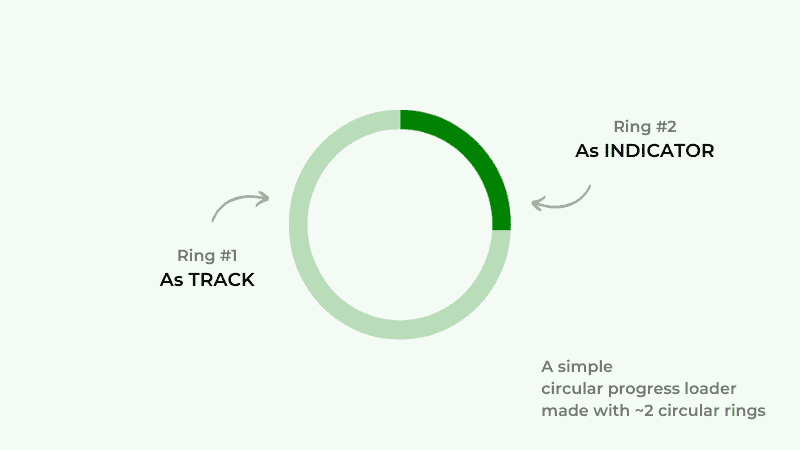 Ring #2
As INDICATOR
Ring #1
As TRACK
A simple
circular progress loader
made with ~2 circular rings